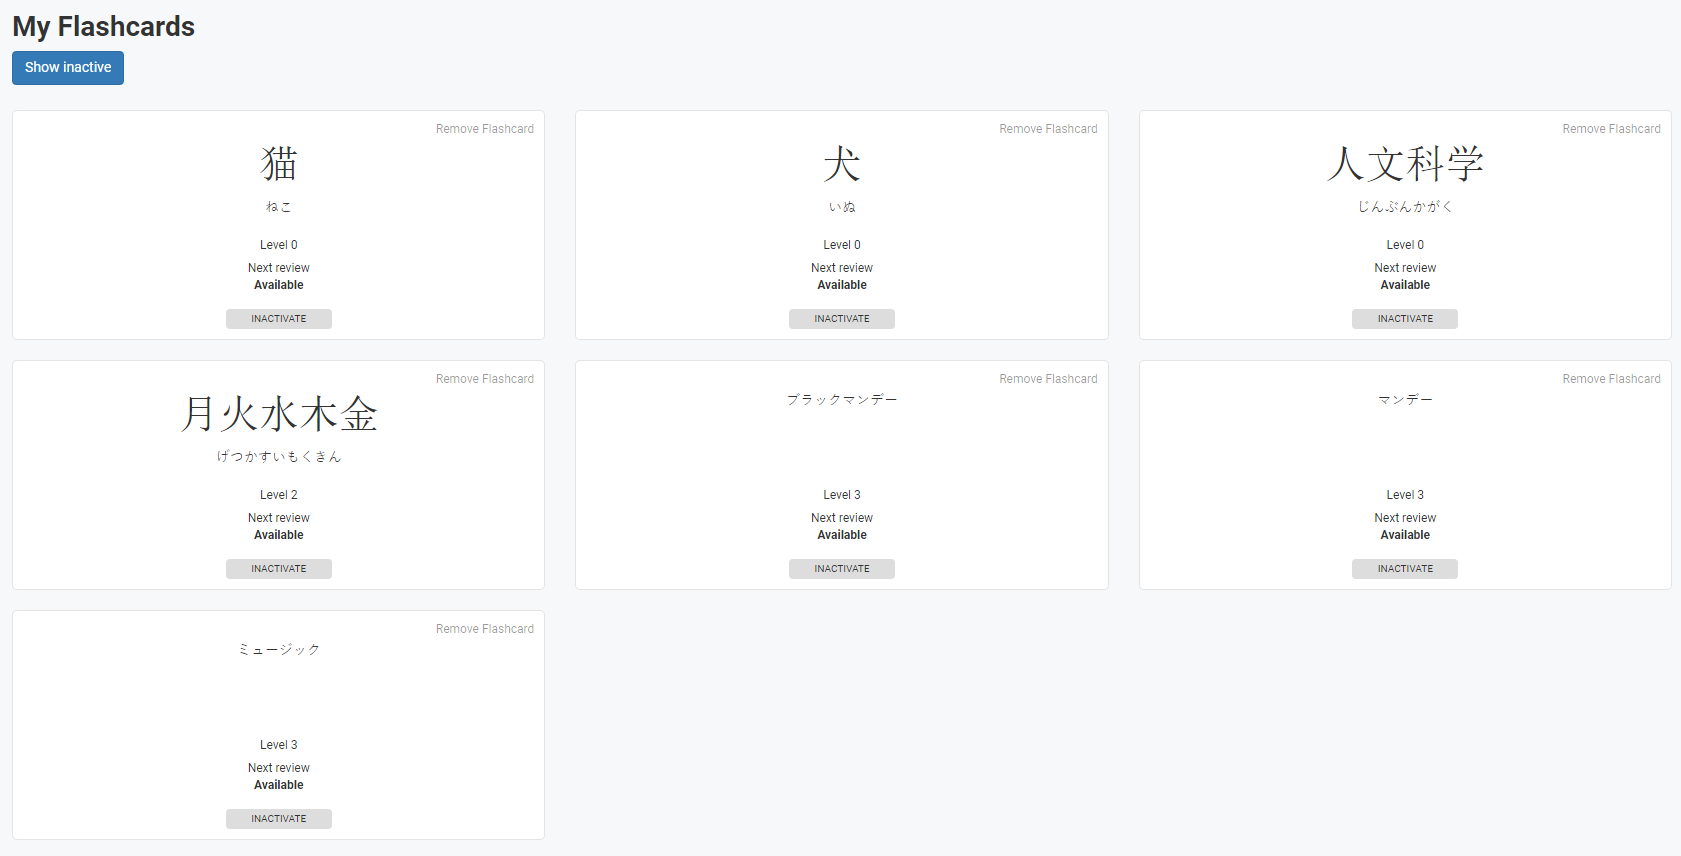 My Flashcards
Show inactive
Remove Flashcard
猫
ねこ
Level 0
Next review
Available
INACTIVATE
Remove Flashcard
犬
いぬ
Level 0
Next review
Available
INACTIVATE
Remove Flashcard
人文科学
じんぶんかがく
Level 0
Next review
Available
INACTIVATE
Remove Flashcard
月火水木金
げつかすいもくきん
Level 2
Next review
Available
INACTIVATE
Remove Flashcard
ブラックマンデー
Level 3
Next review
Available
INACTIVATE
Remove Flashcard
マンデー
Level 3
Next review
Available
INACTIVATE
Remove Flashcard
ミュージック
Level 3
Next review
Available
INACTIVATE